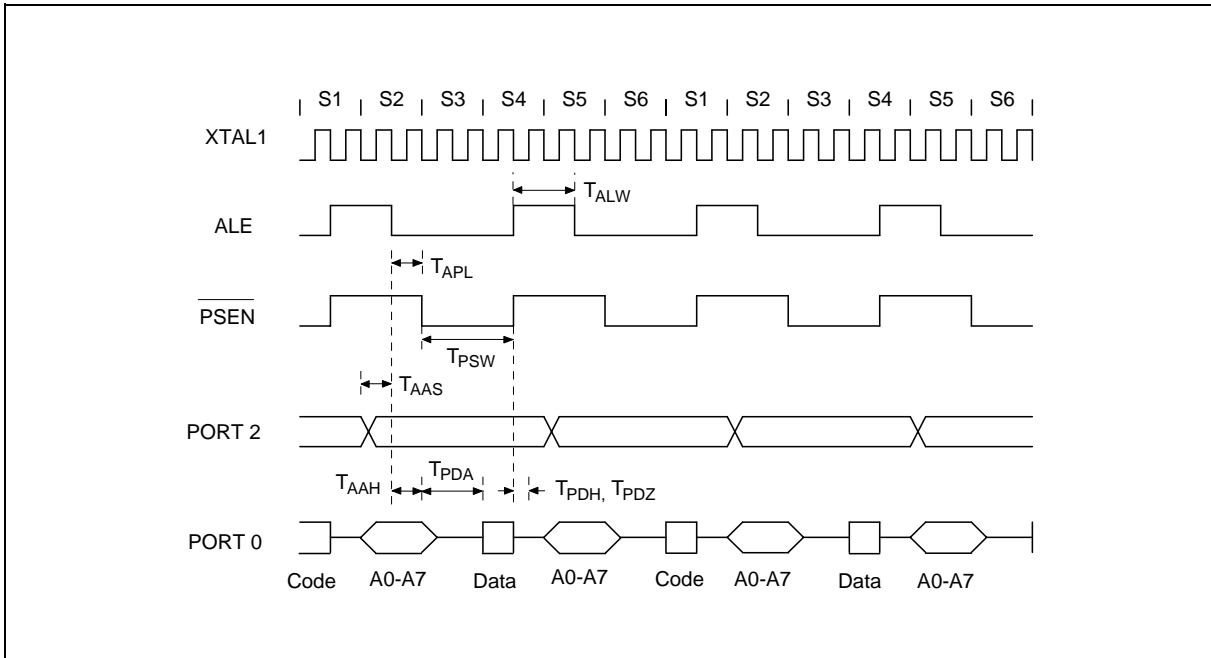 S1 S2 S3 S4 S5 S6 S1 S2 S3 S4 S5 S6
XTAL1
TALW
ALE
TAPL
PSEN
TPSW
TAAS
PORT 2
TAAH TPDA TPDH, TPDZ
PORT 0
Code A0-A7 Data A0-A7 Code A0-A7 Data A0-A7